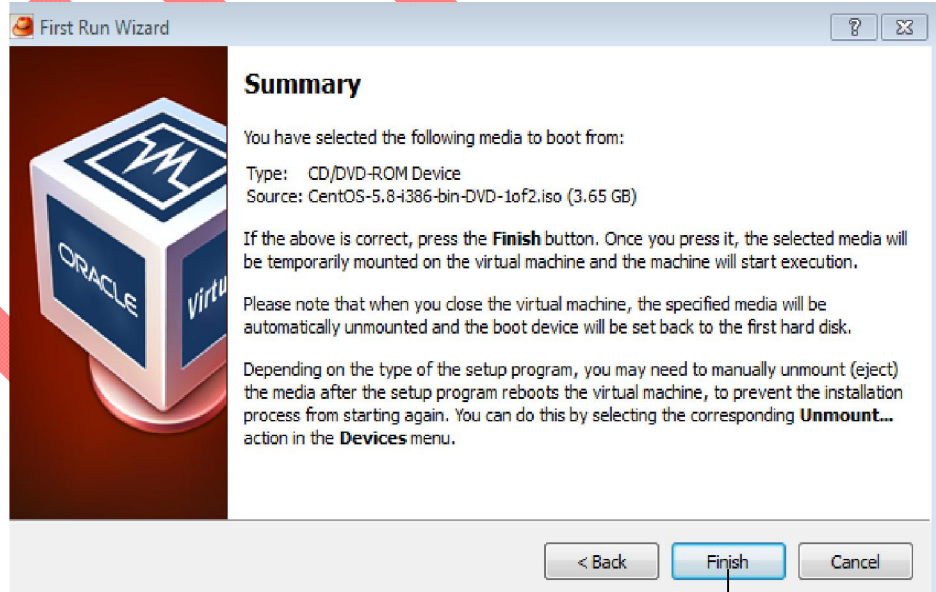 First Run Wizard
Summary
You have selected the following media to boot from:
Type: CD/DVD-ROM Device
Source: CentOS-5.8-i386-bin-DVD-1of2.iso (3.65 GB)
If the above is correct, press the Finish button. Once you press it, the selected media will
be temporarily mounted on the virtual machine and the machine will start execution.
Please note that when you close the virtual machine, the specified media will be
automatically unmounted and the boot device will be set back to the first hard disk.
Depending on the type of the setup program, you may need to manually unmount (eject)
the media after the setup program reboots the virtual machine, to prevent the installation
process from starting again. You can do this by selecting the corresponding Unmount...
action in the Devices menu.
ORACLE
Virtu
< Back Finish Cancel